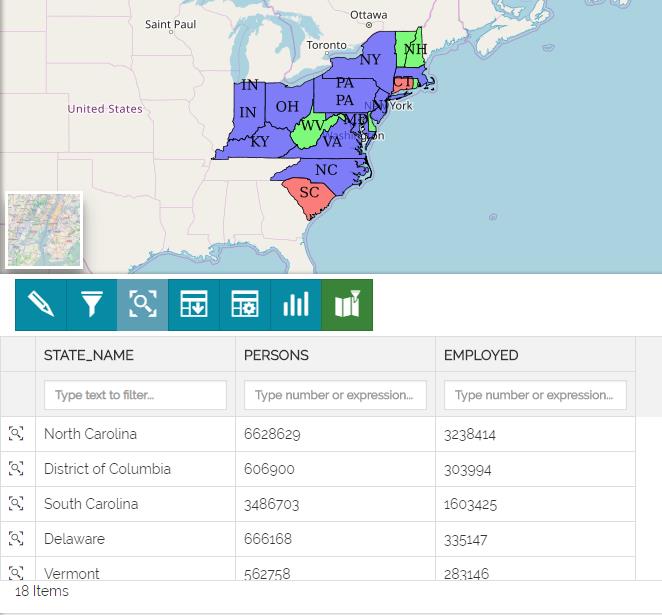 Ottawa
Saint Paul
Toronto
NH
NY
IN
PA
CT
United States
IN
OH
PA
NJ
York
WV
MD
KY
VA
Washington
NC
SC
STATE_NAME PERSONS EMPLOYED
Type text to filter... Type number or expression... Type number or expression...
North Carolina 6628629 3238414
District of Columbia 606900 303994
South Carolina 3486703 1603425
Delaware 666168 335147
Vermont 562758 283146
18 Items